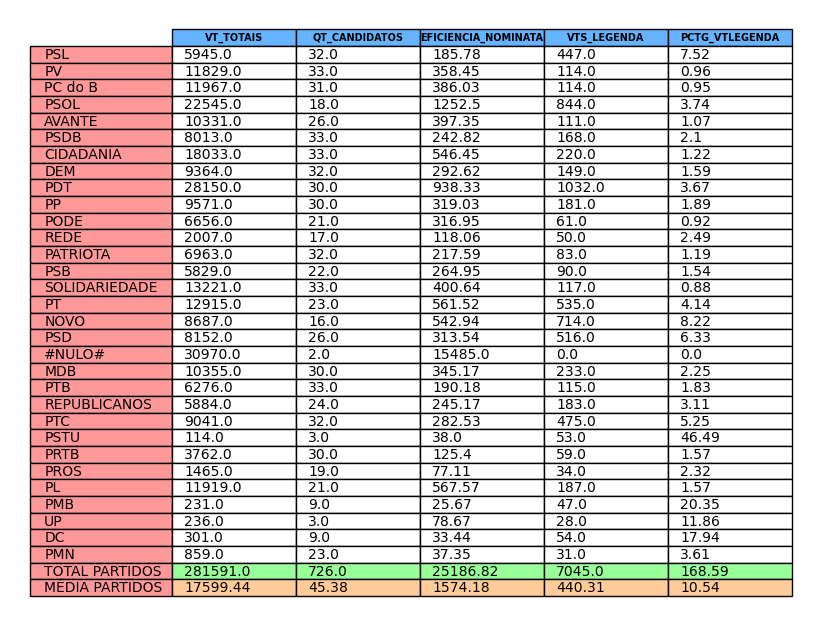 VT_TOTAIS QT_CANDIDATOS EFICIENCIA_NOMINATA VTS_LEGENDA PCTG_VTLEGENDA
PSL 5945.0 32.0 185.78 447.0 7.52
PV 11829.0 33.0 358.45 114.0 0.96
PC do B 11967.0 31.0 386.03 114.0 0.95
PSOL 22545.0 18.0 1252.5 844.0 3.74
AVANTE 10331.0 26.0 397.35 111.0 1.07
PSDB 8013.0 33.0 242.82 168.0 2.1
CIDADANIA 18033.0 33.0 546.45 220.0 1.22
DEM 9364.0 32.0 292.62 149.0 1.59
PDT 28150.0 30.0 938.33 1032.0 3.67
PP 9571.0 30.0 319.03 181.0 1.89
PODE 6656.0 21.0 316.95 61.0 0.92
REDE 2007.0 17.0 118.06 50.0 2.49
PATRIOTA 6963.0 32.0 217.59 83.0 1.19
PSB 5829.0 22.0 264.95 90.0 1.54
SOLIDARIEDADE 13221.0 33.0 400.64 117.0 0.88
PT 12915.0 23.0 561.52 535.0 4.14
NOVO 8687.0 16.0 542.94 714.0 8.22
PSD 8152.0 26.0 313.54 516.0 6.33
#NULO# 30970.0 2.0 15485.0 0.0 0.0
MDB 10355.0 30.0 345.17 233.0 2.25
PTB 6276.0 33.0 190.18 115.0 1.83
REPUBLICANOS 5884.0 24.0 245.17 183.0 3.11
PTC 9041.0 32.0 282.53 475.0 5.25
PSTU 114.0 3.0 38.0 53.0 46.49
PRTB 3762.0 30.0 125.4 59.0 1.57
PROS 1465.0 19.0 77.11 34.0 2.32
PL 11919.0 21.0 567.57 187.0 1.57
PMB 231.0 9.0 25.67 47.0 20.35
UP 236.0 3.0 78.67 28.0 11.86
DC 301.0 9.0 33.44 54.0 17.94
PMN 859.0 23.0 37.35 31.0 3.61
TOTAL PARTIDOS 281591.0 726.0 25186.82 7045.0 168.59
MÉDIA PARTIDOS 17599.44 45.38 1574.18 440.31 10.54